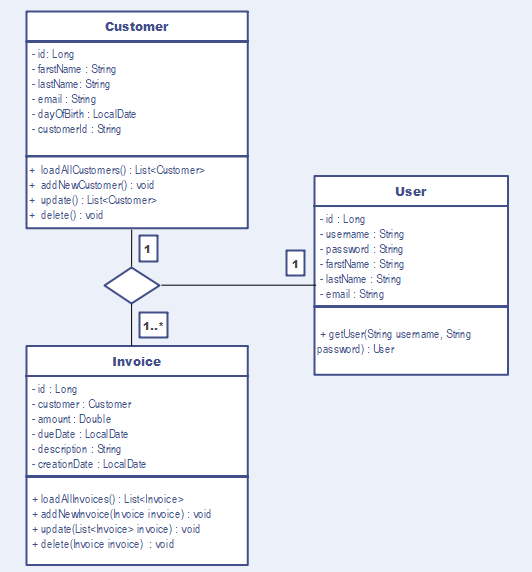 Customer
- id: Long
- farstName : String
- lastName: String
- email : String
- dayOfBirth : LocalDate
- customerId : String
+ loadAllCustomers() : List<Customer>
+ addNewCustomer() : void
+ update() : List<Customer>
+ delete() : void
1
1
1..*
User
- id : Long
- username : String
- password : String
- farstName : String
- lastName : String
- email : String
+ getUser(String username, String
password) : User
Invoice
- id : Long
- customer : Customer
- amount : Double
- dueDate : LocalDate
- description : String
- creationDate : LocalDate
+ loadAllInvoices() : List<Invoice>
+ addNewInvoice(Invoice invoice) : void
+ update(List<Invoice> invoice) : void
+ delete(Invoice invoice) : void